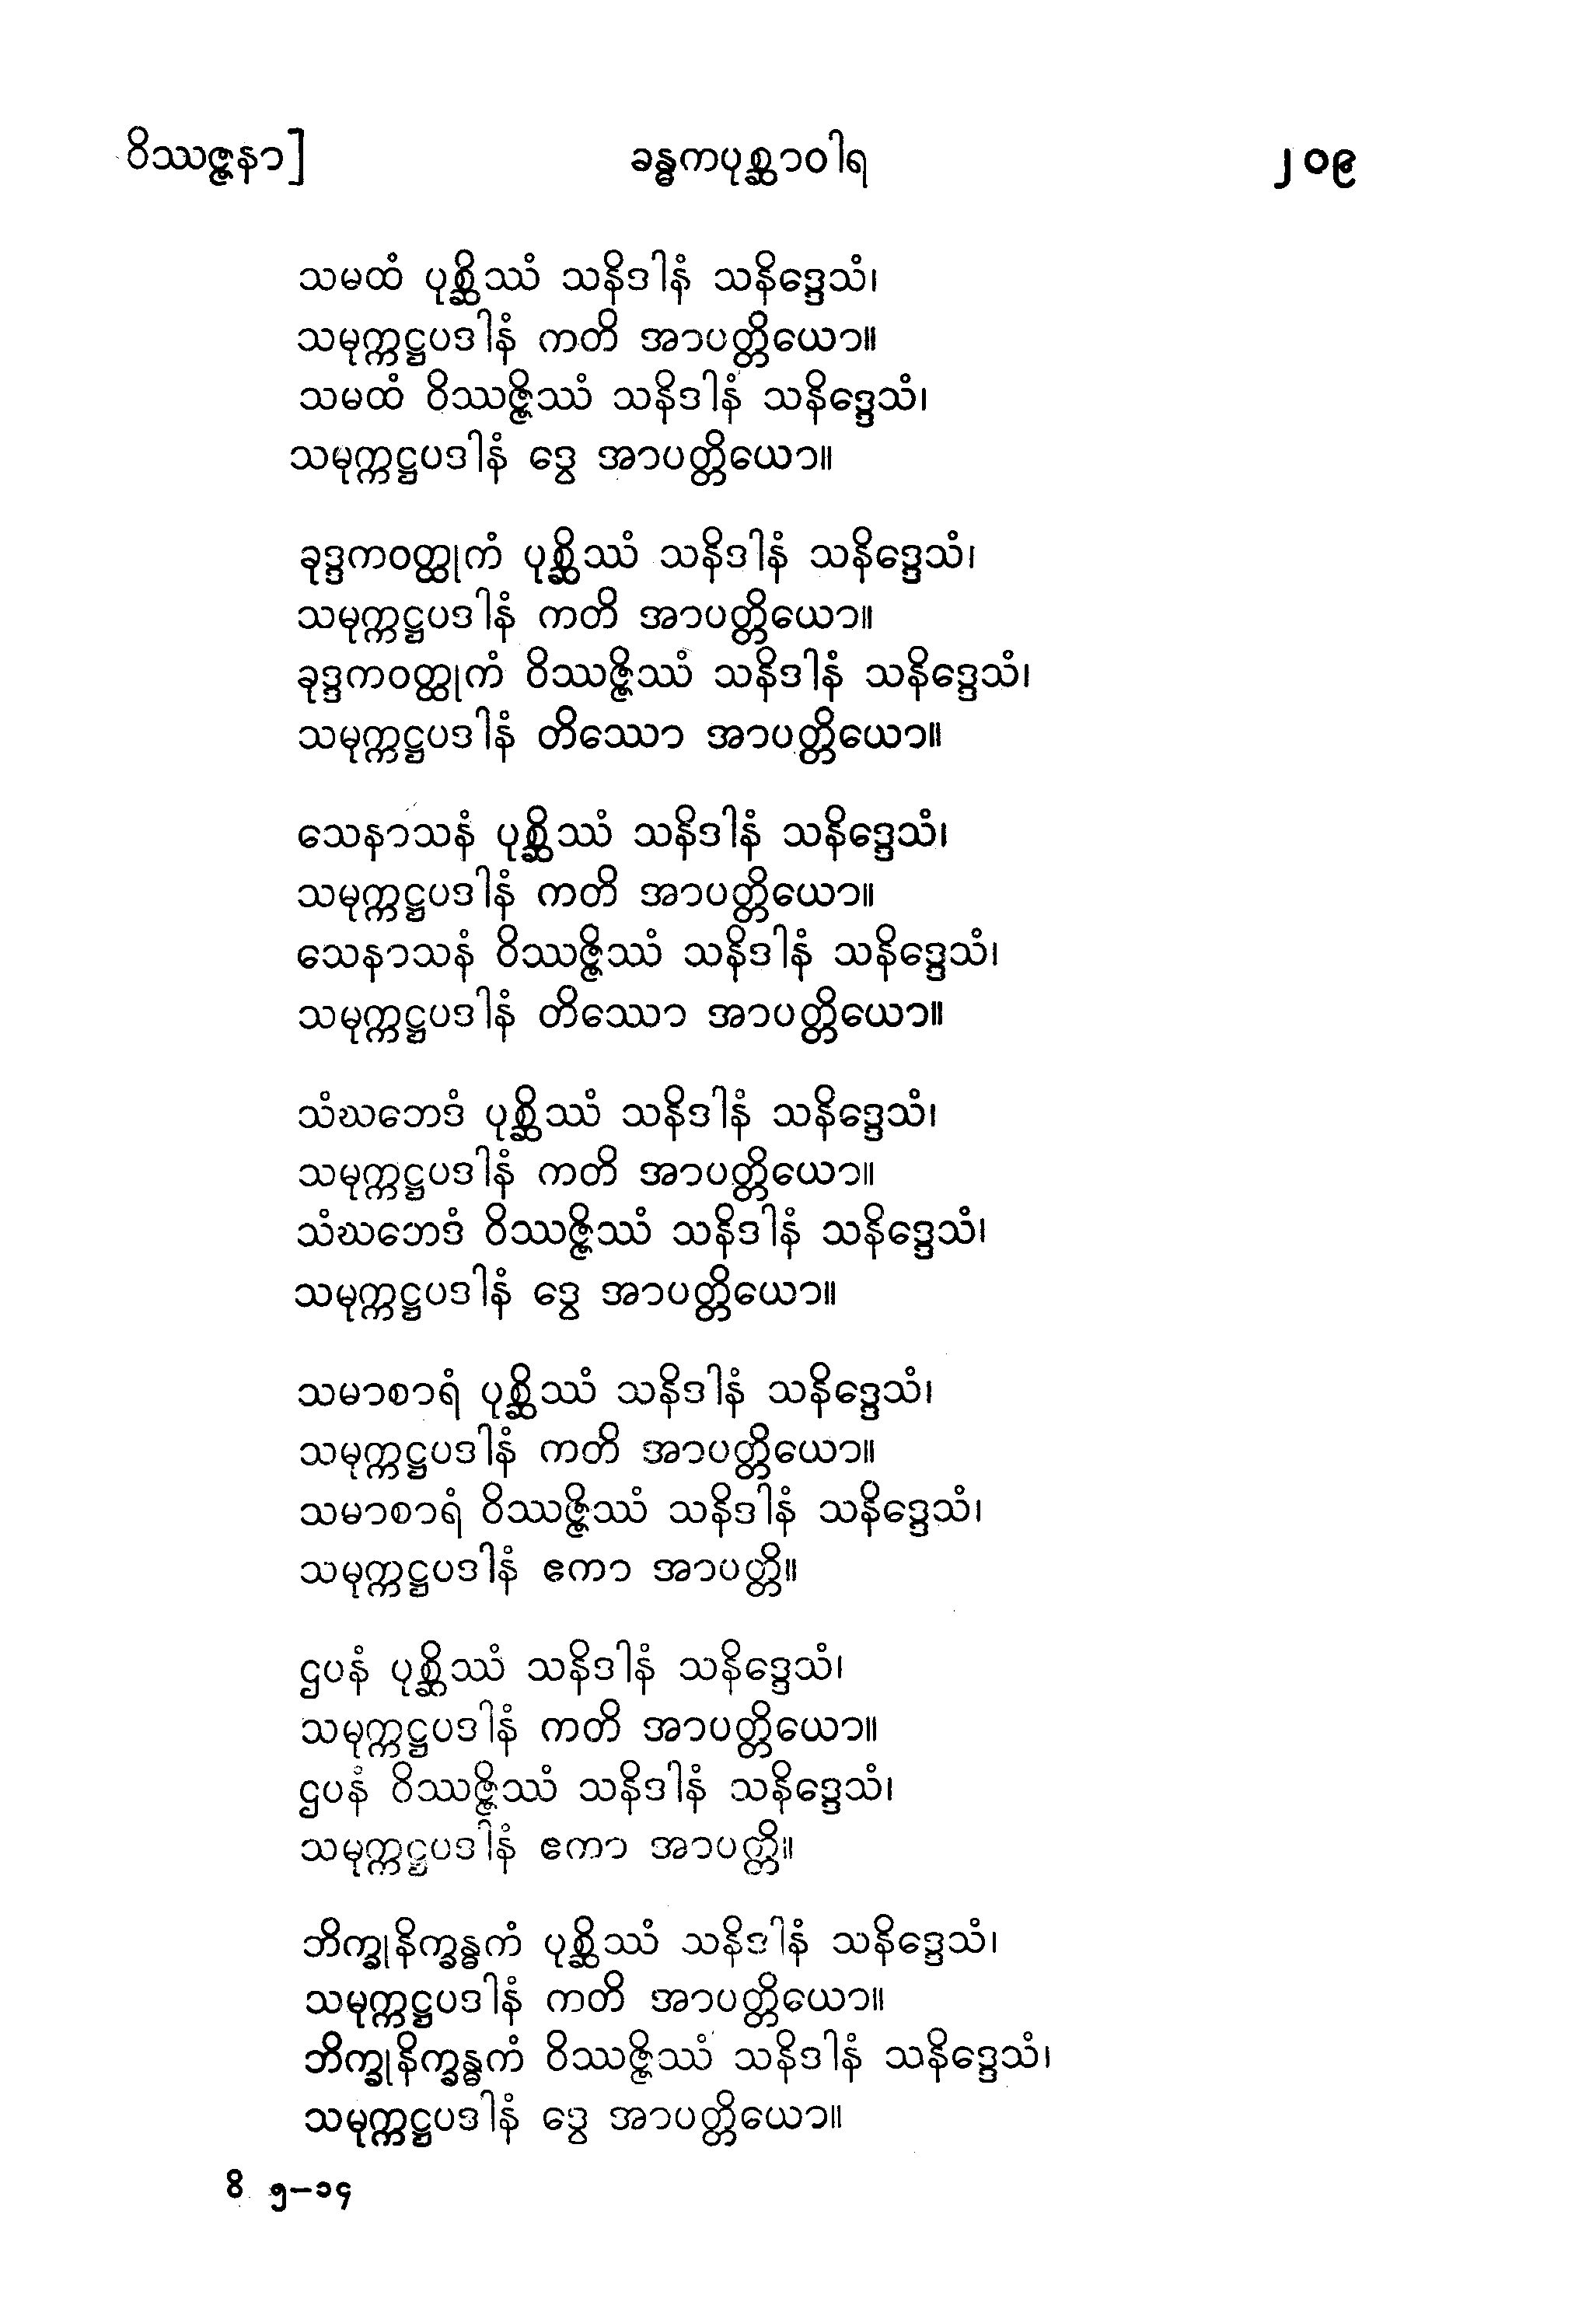 ဝိဿဇ္ဇနာ] ခန္ဓကပုစ္ဆာဝါရ ၂၀၉
သမထံ ပုစ္ဆိဿံ သနိဒါနံ သနိဒ္ဒေသံ၊
သမုက္ကဋ္ဌပဒါနံ ကတိ အာပတ္တိယော။
သမထံ ဝိဿဇ္ဇိဿံ သနိဒါနံ သနိဒ္ဒေသံ၊
သမုက္ကဋ္ဌပဒါနံ ဒွေ အာပတ္တိယော။
ခုဒ္ဒကဝတ္ထုကံ ပုစ္ဆိဿံ သနိဒါနံ သနိဒ္ဒေသံ၊
သမုက္ကဋ္ဌပဒါနံ ကတိ အာပတ္တိယော။
ခုဒ္ဒကဝတ္ထုကံ ဝိဿဇ္ဇိဿံ သနိဒါနံ သနိဒ္ဒေသံ၊
သမုက္ကဋ္ဌပဒါနံ တိဿော အာပတ္တိယော။
သေနာသနံ ပုစ္ဆိဿံ သနိဒါနံ သနိဒ္ဒေသံ၊
သမုက္ကဋ္ဌပဒါနံ ကတိ အာပတ္တိယော။
သေနာသနံ ဝိဿဇ္ဇိဿံ သနိဒါနံ သနိဒ္ဒေသံ၊
သမုက္ကဋ္ဌပဒါနံ တိဿော အာပတ္တိယော။
သံဃဘေဒံ ပုစ္ဆိဿံ သနိဒါနံ သနိဒ္ဒေသံ၊
သမုက္ကဋ္ဌပဒါနံ ကတိ အာပတ္တိယော။
သံဃဘေဒံ ဝိဿဇ္ဇိဿံ သနိဒါနံ သနိဒ္ဒေသံ၊
သမုက္ကဋ္ဌပဒါနံ ဒွေ အာပတ္တိယော။
သမာစာရံ ပုစ္ဆိဿံ သနိဒါနံ သနိဒ္ဒေသံ၊
သမုက္ကဋ္ဌပဒါနံ ကတိ အာပတ္တိယော။
သမာစာရံ ဝိဿဇ္ဇိဿံ သနိဒါနံ သနိဒ္ဒေသံ၊
သမုက္ကဋ္ဌပဒါနံ ဧကာ အာပတ္တိ။
ဌပနံ ပုစ္ဆိဿံ သနိဒါနံ သနိဒ္ဒေသံ၊
သမုက္ကဋ္ဌပဒါနံ ကတိ အာပတ္တိယော။
ဌပနံ ဝိဿဇ္ဇိဿံ သနိဒါနံ သနိဒ္ဒေသံ၊
သမုက္ကဋ္ဌပဒါနံ ဧကာ အာပတ္တိ။
ဘိက္ခုနိက္ခန္ဓကံ ပုစ္ဆိဿံ သနိဒါနံ သနိဒ္ဒေသံ၊
သမုက္ကဋ္ဌပဒါနံ ကတိ အာပတ္တိယော။
ဘိက္ခုနိက္ခန္ဓကံ ဝိဿဇ္ဇိဿံ သနိဒါနံ သနိဒ္ဒေသံ၊
သမုက္ကဋ္ဌပဒါနံ ဒွေ အာပတ္တိယော။
ဝိ ၅–၁၄